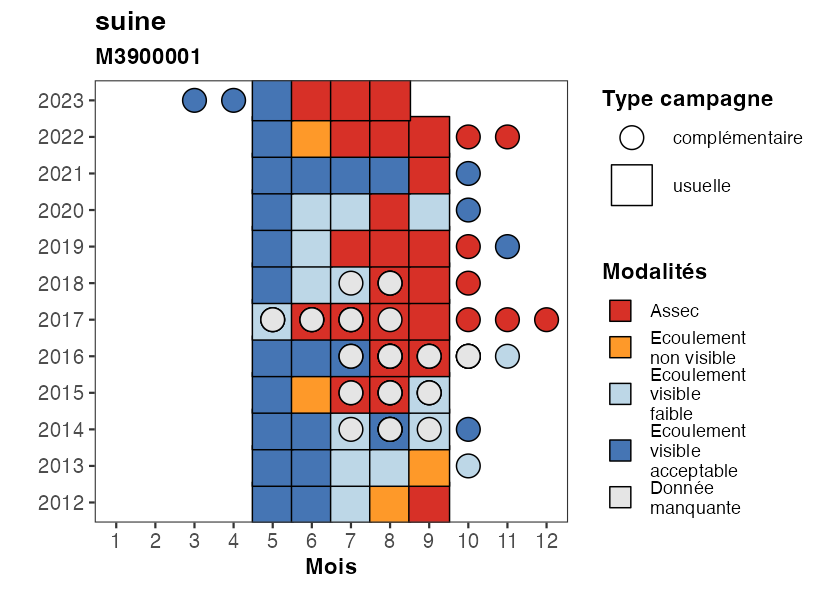 suine
M3900001
2023
2022
2021
2020
2019
2018
2017
2016
2015
2014
2013
2012
1 2 3 4 5 6 7 8 9 10 11 12
Mois
Type campagne
complémentaire
usuelle
Modalités
Assec
Ecoulement
non visible
Ecoulement
visible
faible
Ecoulement
visible
acceptable
Donnée
manquante